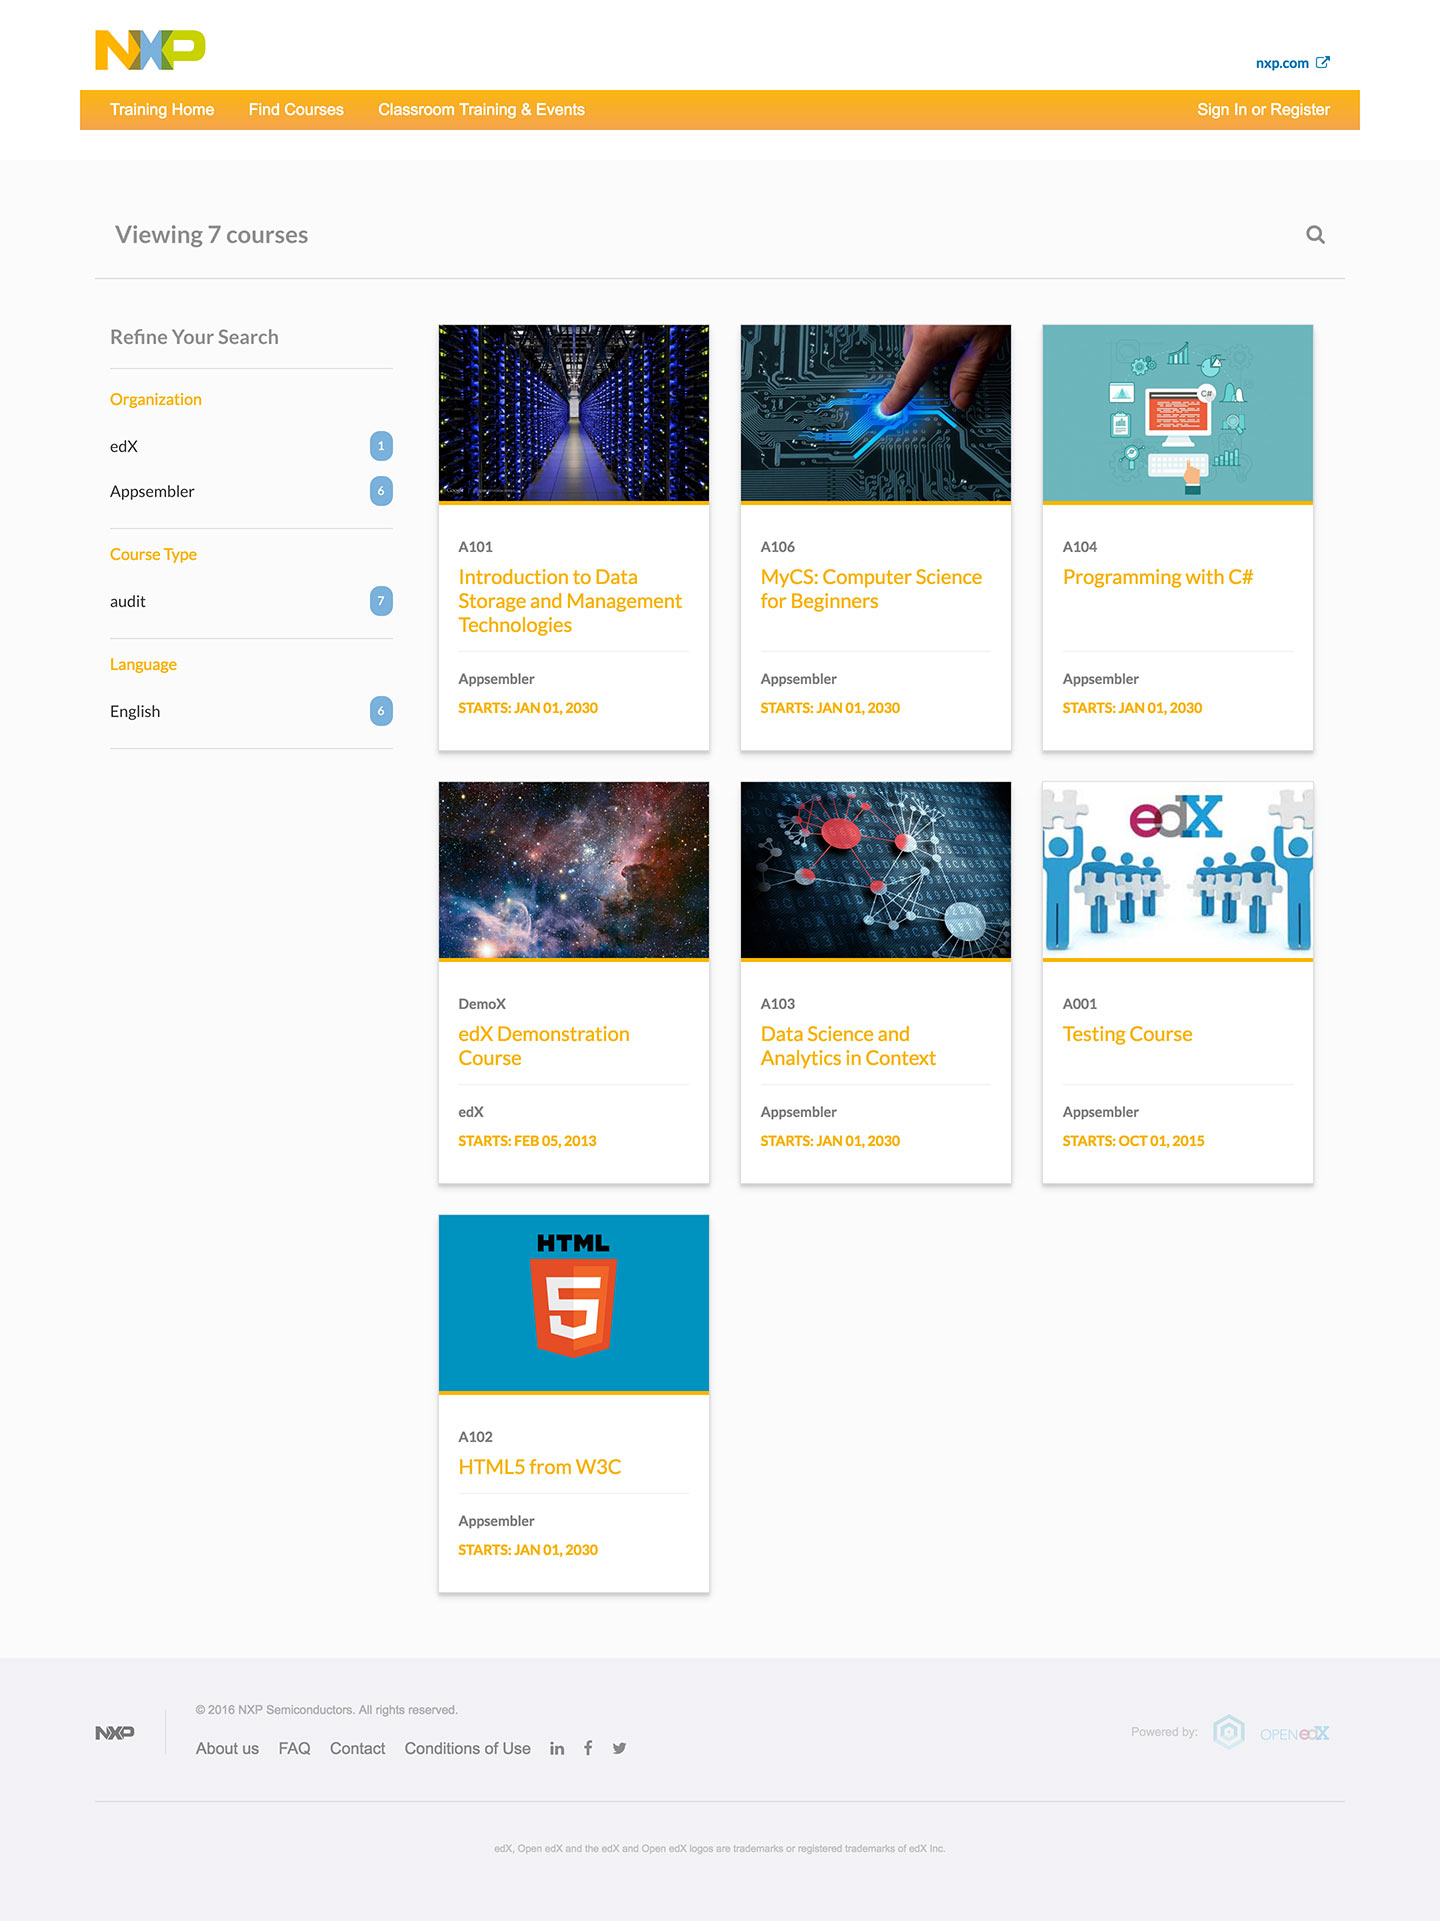 NXP
nxp.com
Training Home Find Courses Classroom Training & Events Sign In or Register
Viewing 7 courses
Refine Your Search
Organization
edX 1
Appsembler 6
Course Type
audit 7
Language
English 6
A101
Introduction to Data
Storage and Management
Technologies
Appsembler
STARTS: JAN 01, 2030
A106
MyCS: Computer Science
for Beginners
Appsembler
STARTS: JAN 01, 2030
C#
A104
Programming with C#
Appsembler
STARTS: JAN 01, 2030
DemoX
edX Demonstration
Course
edX
STARTS: FEB 05, 2013
A103
Data Science and
Analytics in Context
Appsembler
STARTS: JAN 01, 2030
edX
A001
Testing Course
Appsembler
STARTS: OCT 01, 2015
HTML
5
A102
HTML5 from W3C
Appsembler
STARTS: JAN 01, 2030
NXP
© 2016 NXP Semiconductors. All rights reserved.
About us FAQ Contact Conditions of Use in f
Powered by: OPEN edX
edX, Open edX and the edX and Open edX logos are trademarks or registered trademarks of edX Inc.